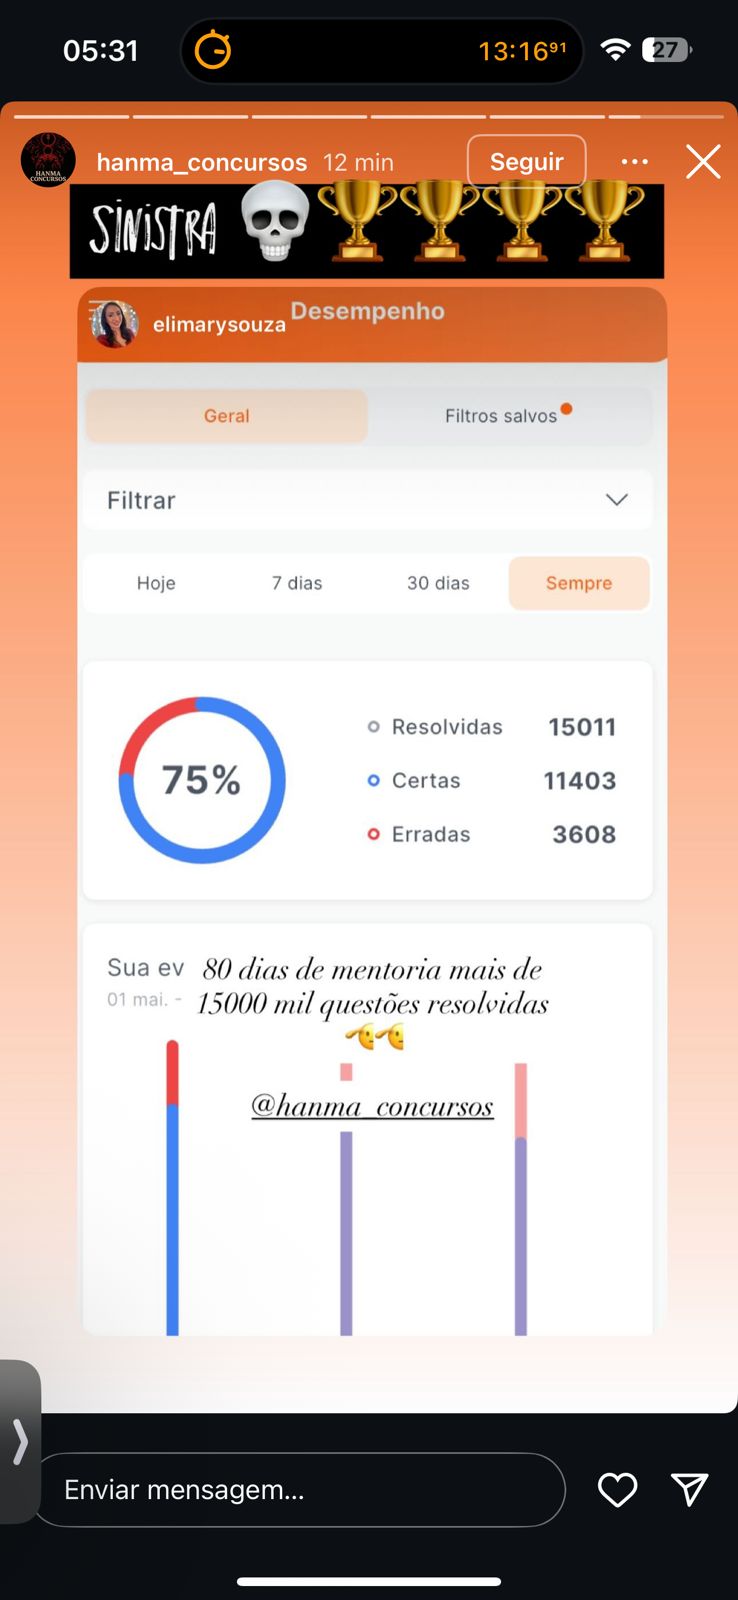 05:31
13:16⁹¹
27
HANMA
CONCURSOS
hanma_concursos 12 min
Seguir
SINISTRA
elimarysouza
Desempenho
Geral
Filtros salvos
Filtrar
Hoje
7 dias
30 dias
Sempre
75%
Resolvidas 15011
Certas 11403
Erradas 3608
Sua ev
01 mai. -
80 dias de mentoria mais de
15000 mil questões resolvidas
@hanma_concursos
Enviar mensagem...